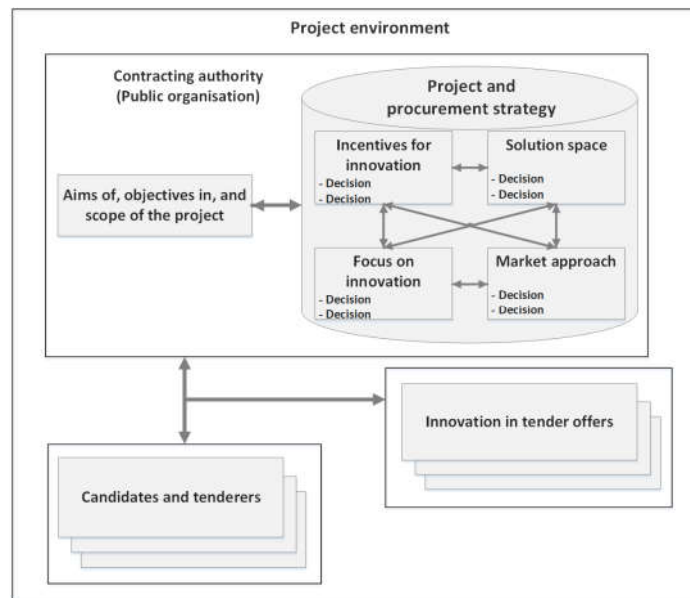 Project environment
Contracting authority
(Public organisation)
Project and
procurement strategy
Incentives for
innovation
- Decision
- Decision
Solution space
- Decision
- Decision
Aims of, objectives in, and
scope of the project
Focus on
innovation
- Decision
- Decision
Market approach
- Decision
- Decision
Innovation in tender offers
Candidates and tenderers